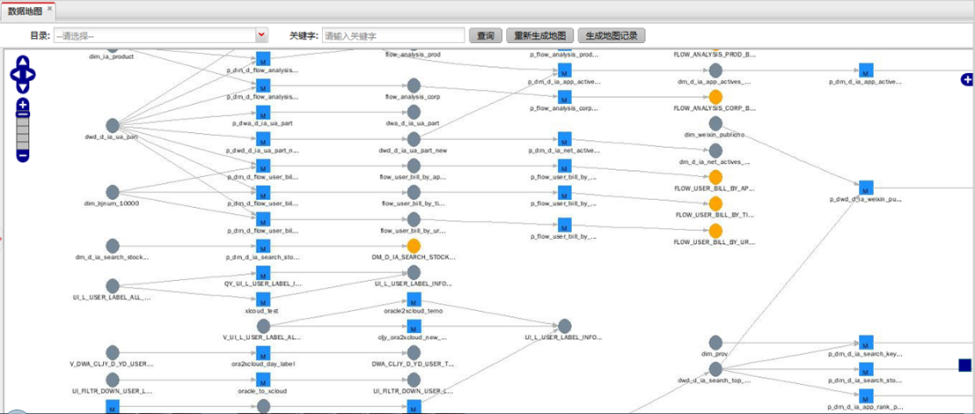 数据地图
目录: --请选择-- 关键字: 请输入关键字 查询 重新生成地图 生成地图记录
dim_ia_product flow_analysis_prod p_flow_analysis_prod... FLOW_ANALYSIS_PROD_B...
p_dm_d_flow_analysis... p_dm_d_ia_app_active... dm_d_ia_app_actives_... p_dm_d_ia_app_active...
p_dm_d_flow_analysis... flow_analysis_corp p_flow_analysis_corp... FLOW_ANALYSIS_CORP_B...
p_dwa_d_ia_ua_part dwa_d_ia_ua_part
dwd_d_ia_ua_part dim_weixin_publicno
p_dwd_d_ia_ua_part_n... dwd_d_ia_ua_part_new p_dm_d_ia_net_active... dm_d_ia_net_actives_...
p_dm_d_flow_user_bil... flow_user_bill_by_ap... p_flow_user_bill_by_... FLOW_USER_BILL_BY_AP...
dim_bjnum_10000 p_dm_d_flow_user_bil... flow_user_bill_by_ti... p_flow_user_bill_by_... FLOW_USER_BILL_BY_TI... p_dwd_d_ia_weixin_pu...
p_dm_d_flow_user_bil... flow_user_bill_by_ur... p_flow_user_bill_by_... FLOW_USER_BILL_BY_UR...
dm_d_ia_search_stock... p_dm_d_ia_search_sto... DM_D_IA_SEARCH_STOCK...
QY_UI_L_USER_LABEL_I... UI_L_USER_LABEL_INFO...
UI_L_USER_LABEL_ALL_...
xlcoud_test oracle2xcloud_temo
V_UI_L_USER_LABEL_AL... cljy_ora2xcloud_new_... UI_L_USER_LABEL_INFO...
V_DWA_CLJY_D_YD_USER... ora2xcloud_day_label DWA_CLJY_D_YD_USER_T... dim_prov p_dm_d_ia_search_key...
UI_FILTR_DOWN_USER_L... oracle_to_xcloud UI_FILTR_DOWN_USER_L... dwd_d_ia_search_top_... p_dm_d_ia_search_sto...
p_dm_d_ia_app_rank_p...